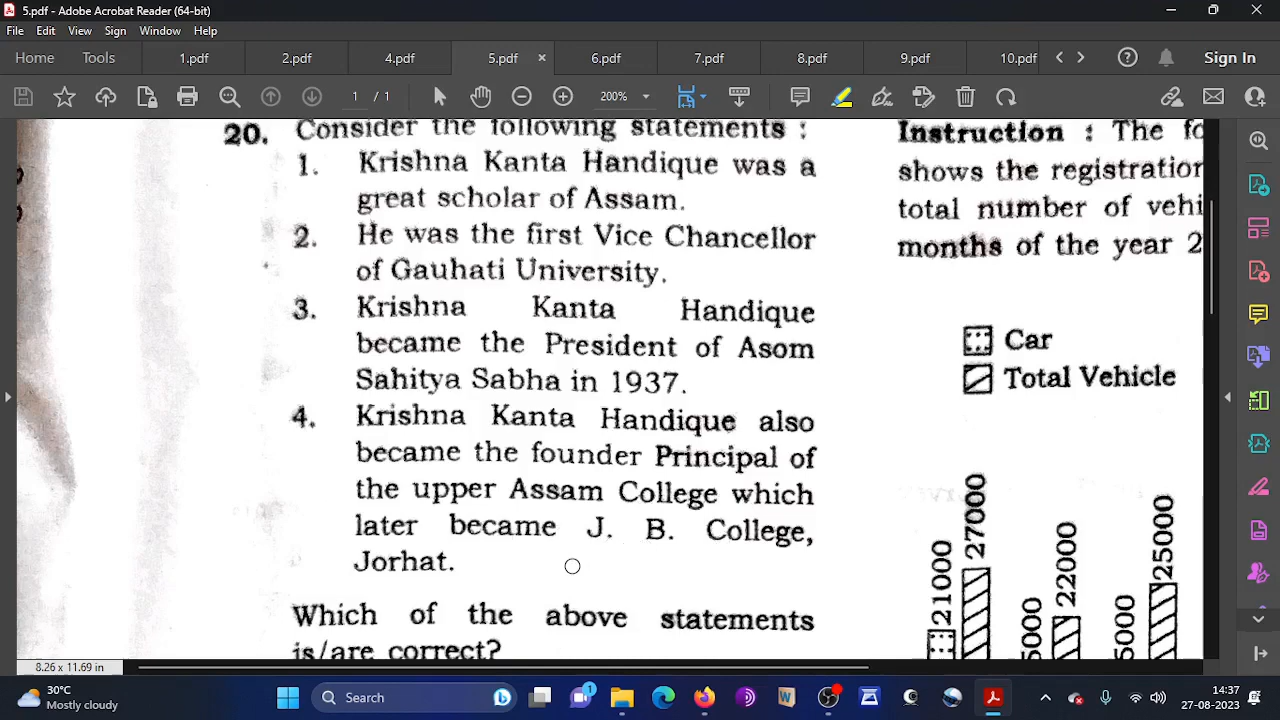 5.pdf - Adobe Acrobat Reader (64-bit)
File Edit View Sign Window Help
Home Tools 1.pdf 2.pdf 4.pdf 5.pdf 6.pdf 7.pdf 8.pdf 9.pdf 10.pdf Sign In
1 / 1 200%
20. Consider the following statements :
1. Krishna Kanta Handique was a
great scholar of Assam.
2. He was the first Vice Chancellor
of Gauhati University.
3. Krishna Kanta Handique
became the President of Asom
Sahitya Sabha in 1937.
4. Krishna Kanta Handique also
became the founder Principal of
the upper Assam College which
later became J. B. College,
Jorhat.
Which of the above statements
is/are correct?
Instruction : The
shows the registration
total number of
months of the year 2
Car
Total Vehicle
21000
27000
5000
22000
5000
25000
8.26 x 11.69 in
30°C
Mostly cloudy
Search
1
14:37
27-08-2023